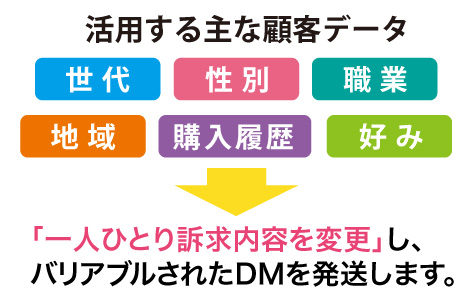 活用する主な顧客データ
世代 性別 職業
地域 購入履歴 好み
「一人ひとり訴求内容を変更」し、
バリアブルされたDMを発送します。